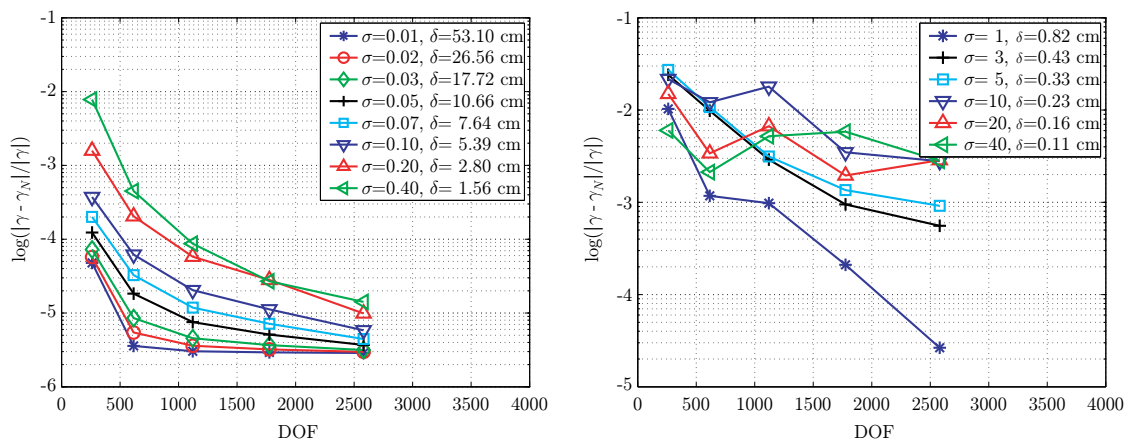 -1
-2
-3
-4
-5
-6
0 500 1000 1500 2000 2500 3000 3500 4000
DOF
log(|γ - γ_N|/|γ|)
σ=0.01, δ=53.10 cm
σ=0.02, δ=26.56 cm
σ=0.03, δ=17.72 cm
σ=0.05, δ=10.66 cm
σ=0.07, δ= 7.64 cm
σ=0.10, δ= 5.39 cm
σ=0.20, δ= 2.80 cm
σ=0.40, δ= 1.56 cm
-1
-2
-3
-4
-5
0 500 1000 1500 2000 2500 3000 3500 4000
DOF
log(|γ - γ_N|/|γ|)
σ= 1, δ=0.82 cm
σ= 3, δ=0.43 cm
σ= 5, δ=0.33 cm
σ=10, δ=0.23 cm
σ=20, δ=0.16 cm
σ=40, δ=0.11 cm